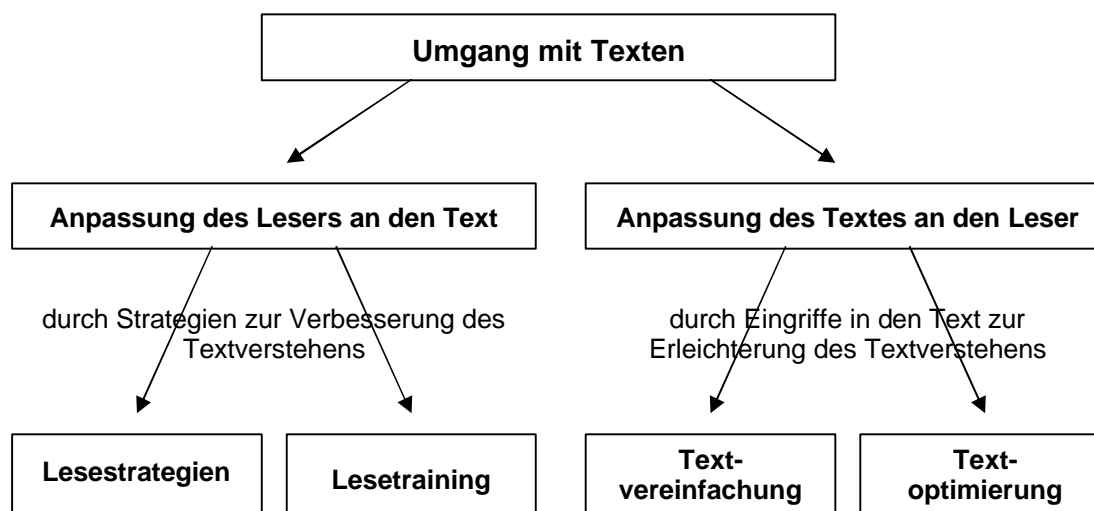 Umgang mit Texten
Anpassung des Lesers an den Text
Anpassung des Textes an den Leser
durch Strategien zur Verbesserung des
Textverstehens
durch Eingriffe in den Text zur
Erleichterung des Textverstehens
Lesestrategien
Lesetraining
Text-
vereinfachung
Text-
optimierung